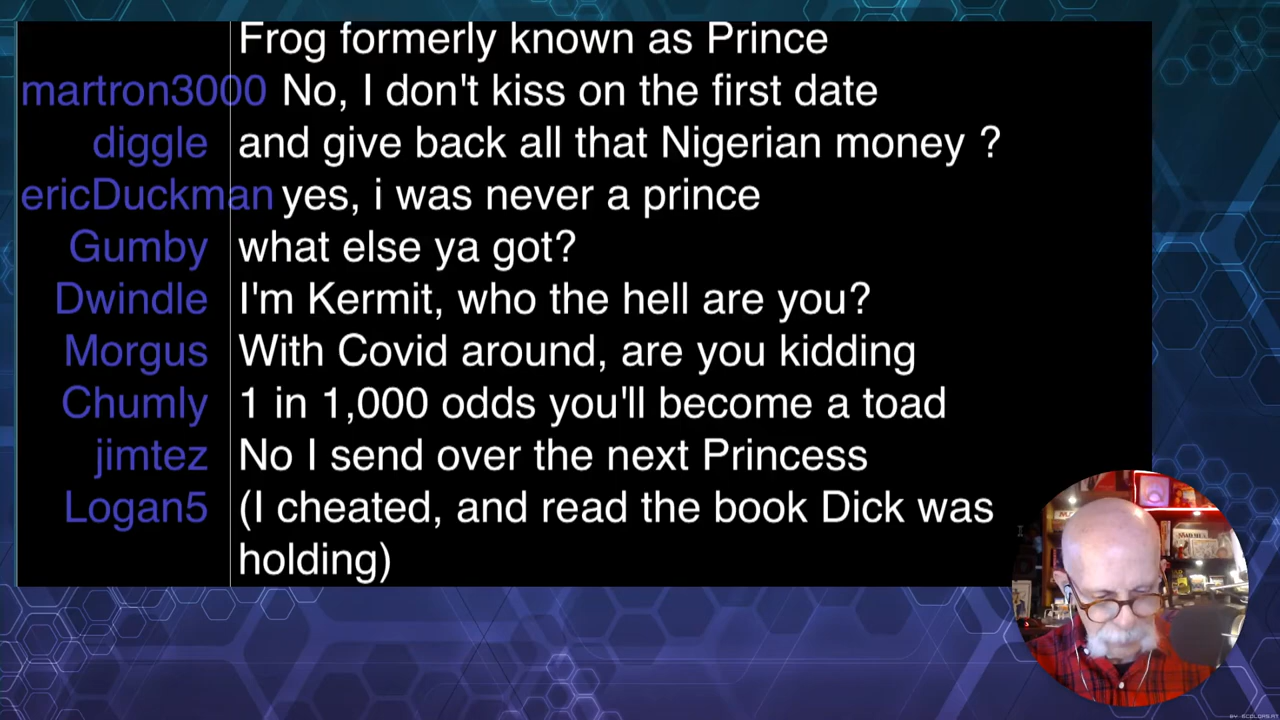 Frog formerly known as Prince
martron3000 No, I don't kiss on the first date
diggle and give back all that Nigerian money ?
ericDuckman yes, i was never a prince
Gumby what else ya got?
Dwindle I'm Kermit, who the hell are you?
Morgus With Covid around, are you kidding
Chumly 1 in 1,000 odds you'll become a toad
jimtez No I send over the next Princess
Logan5 (I cheated, and read the book Dick was
holding)